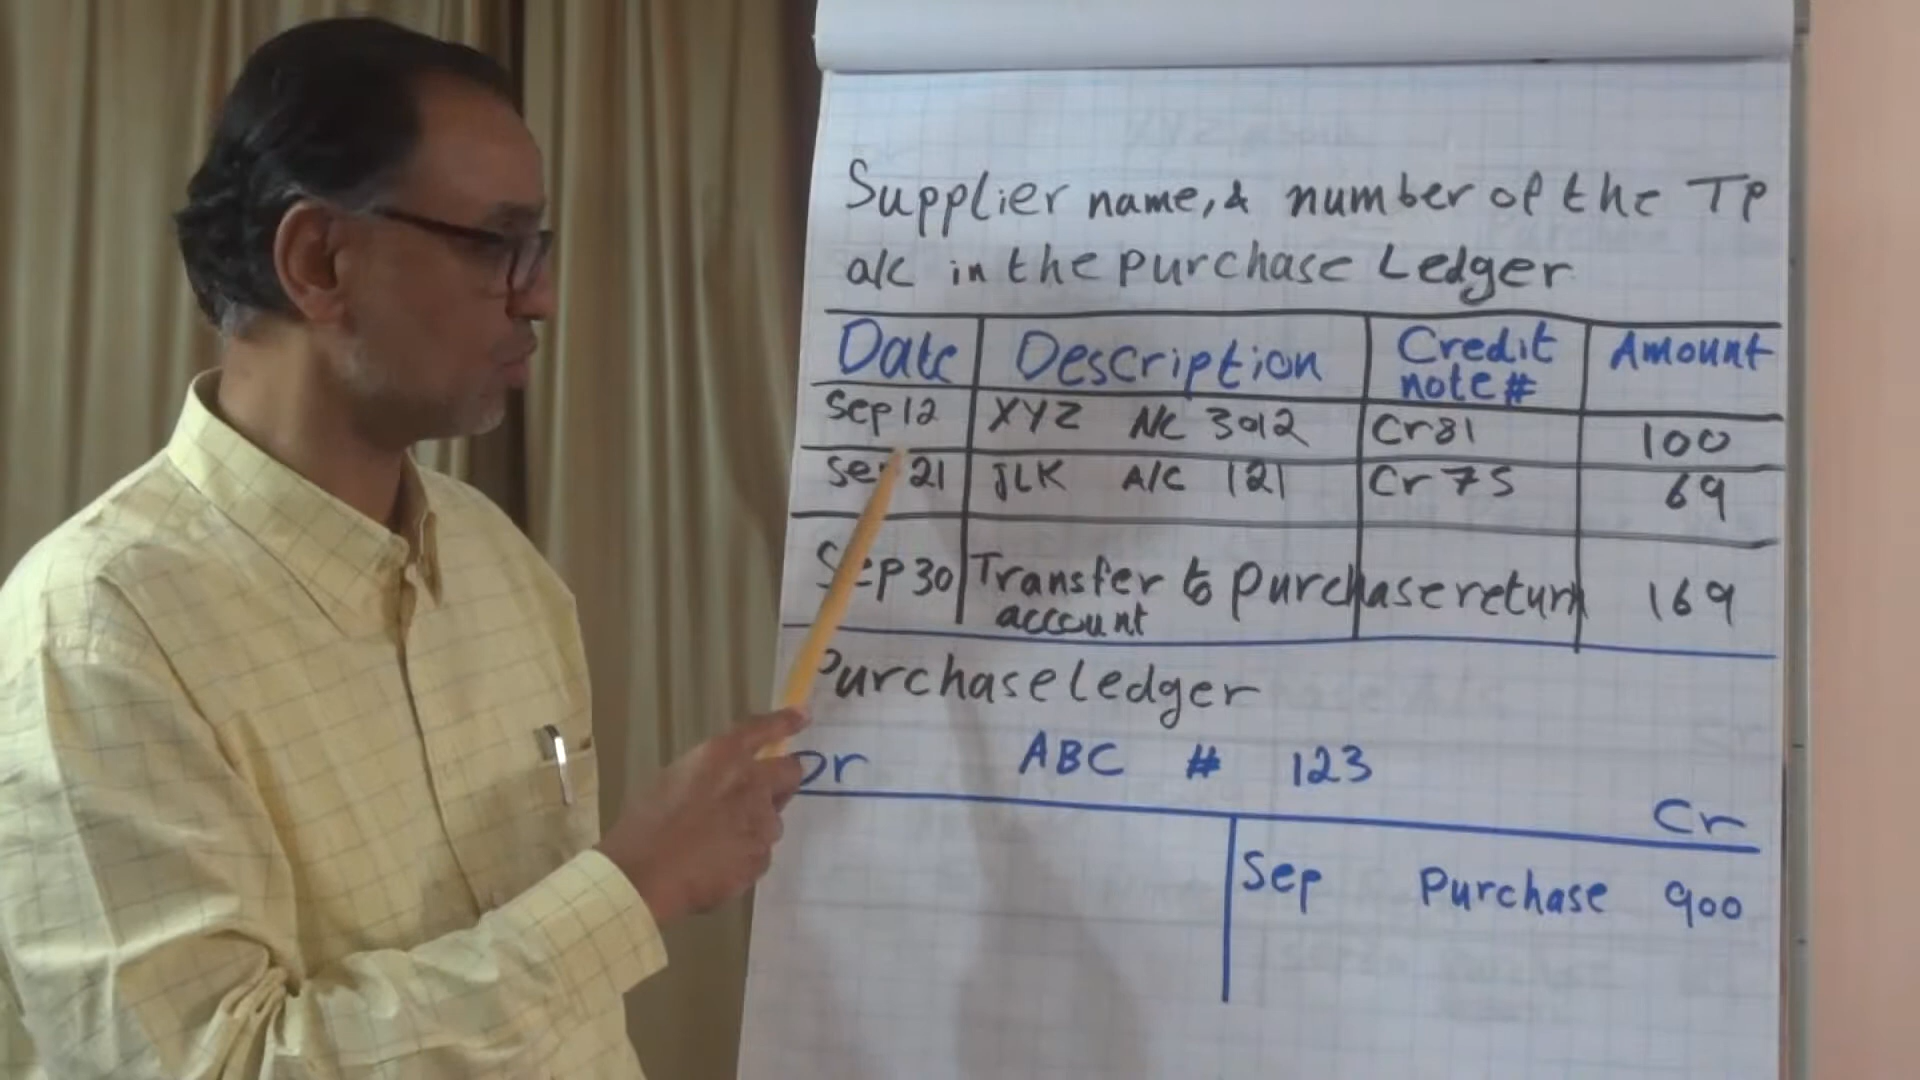 Supplier name, & number of the TP
a/c in the purchase Ledger
Date Description Credit note # Amount
Sep 12 XYZ A/C 3012 Cr81 100
Sep 21 JLK A/C 121 Cr 75 69
Sep 30 Transfer to purchase return account 169
Purchase ledger
Dr ABC # 123 Cr
Sep Purchase 900